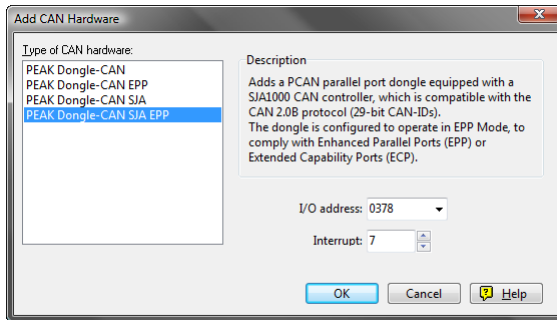 Add CAN Hardware
Type of CAN hardware:
PEAK Dongle-CAN
PEAK Dongle-CAN EPP
PEAK Dongle-CAN SJA
PEAK Dongle-CAN SJA EPP
Description
Adds a PCAN parallel port dongle equipped with a
SJA1000 CAN controller, which is compatible with the
CAN 2.0B protocol (29-bit CAN-IDs).
The dongle is configured to operate in EPP Mode, to
comply with Enhanced Parallel Ports (EPP) or
Extended Capability Ports (ECP).
I/O address: 0378
Interrupt: 7
OK Cancel Help